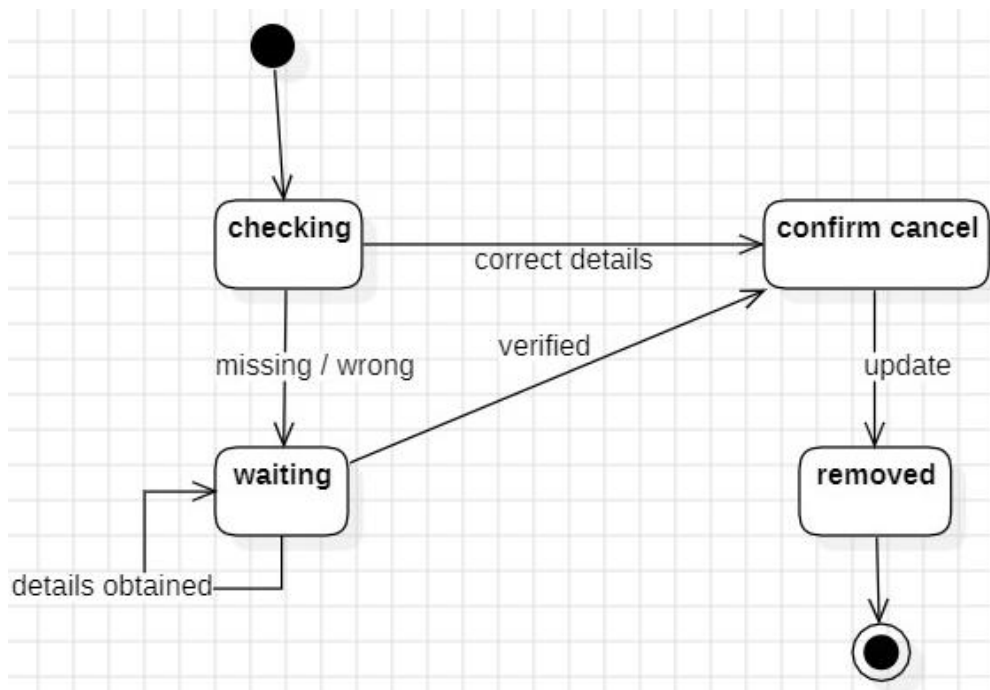 checking
confirm cancel
correct details
verified
missing / wrong
update
waiting
removed
details obtained